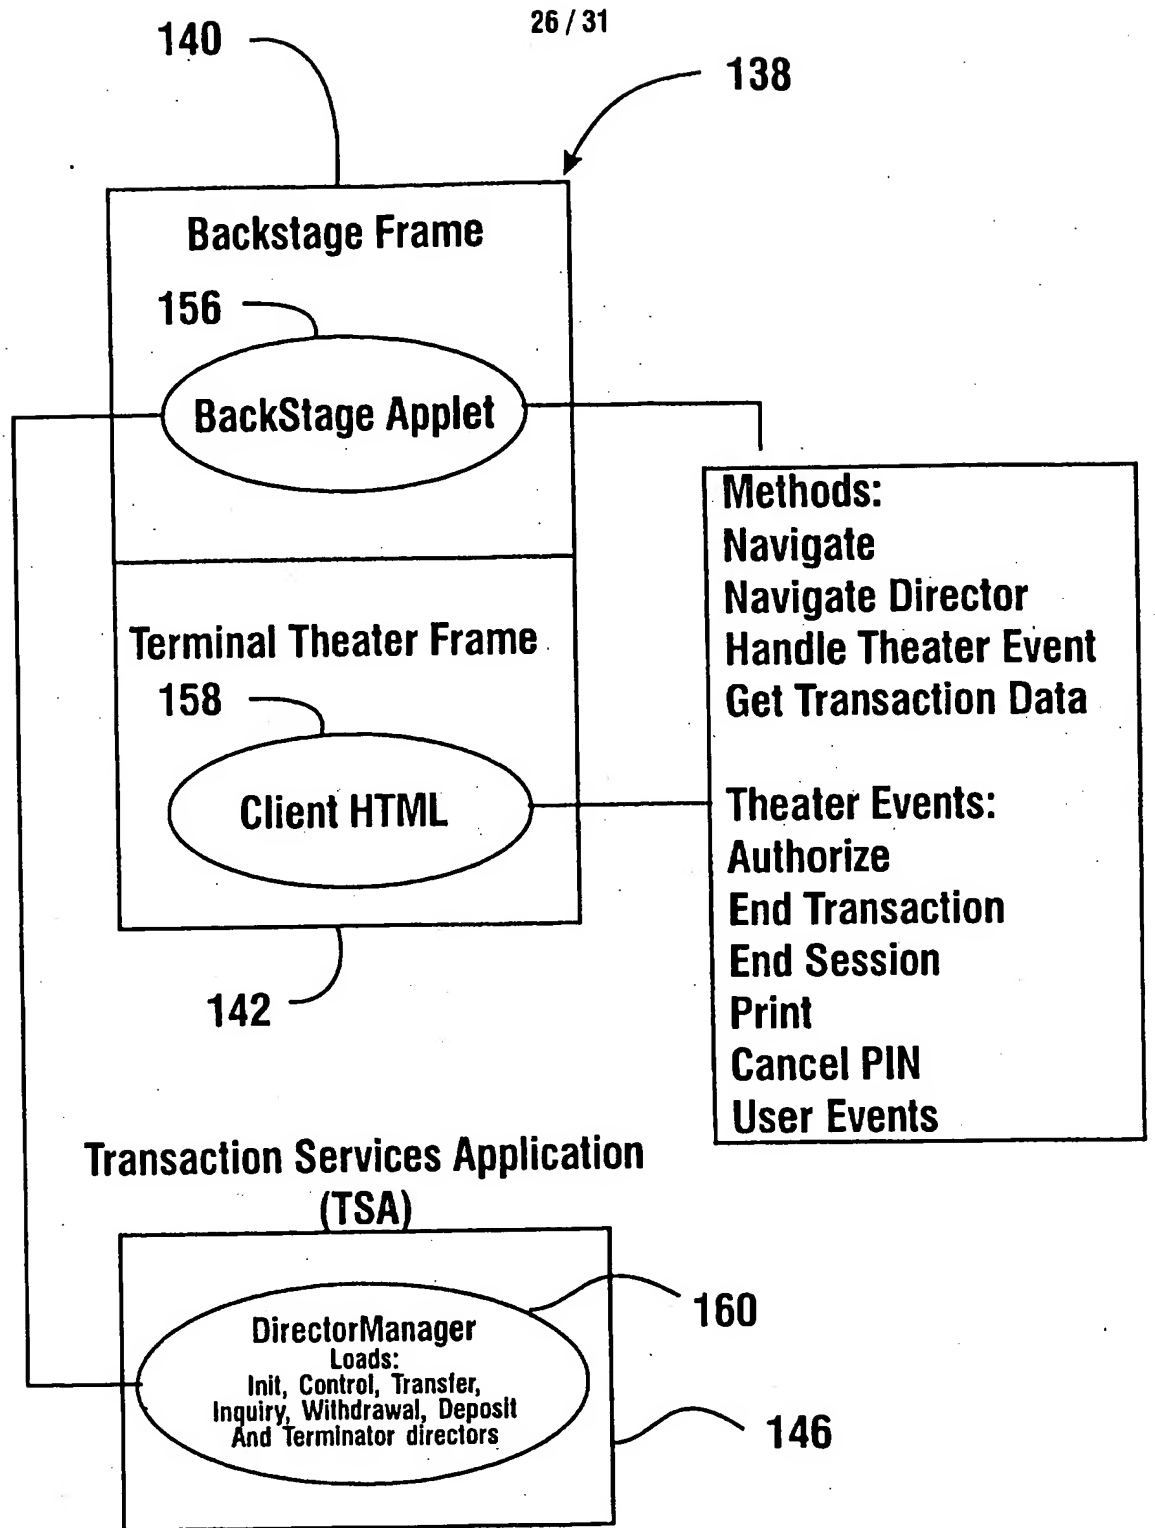 26 / 31
140
138
Backstage Frame
156
BackStage Applet
Methods:
Navigate
Navigate Director
Handle Theater Event
Get Transaction Data
Terminal Theater Frame
158
Client HTML
Theater Events:
Authorize
End Transaction
End Session
Print
Cancel PIN
User Events
142
Transaction Services Application
(TSA)
160
DirectorManager
Loads:
Init, Control, Transfer,
Inquiry, Withdrawal, Deposit
And Terminator directors
146